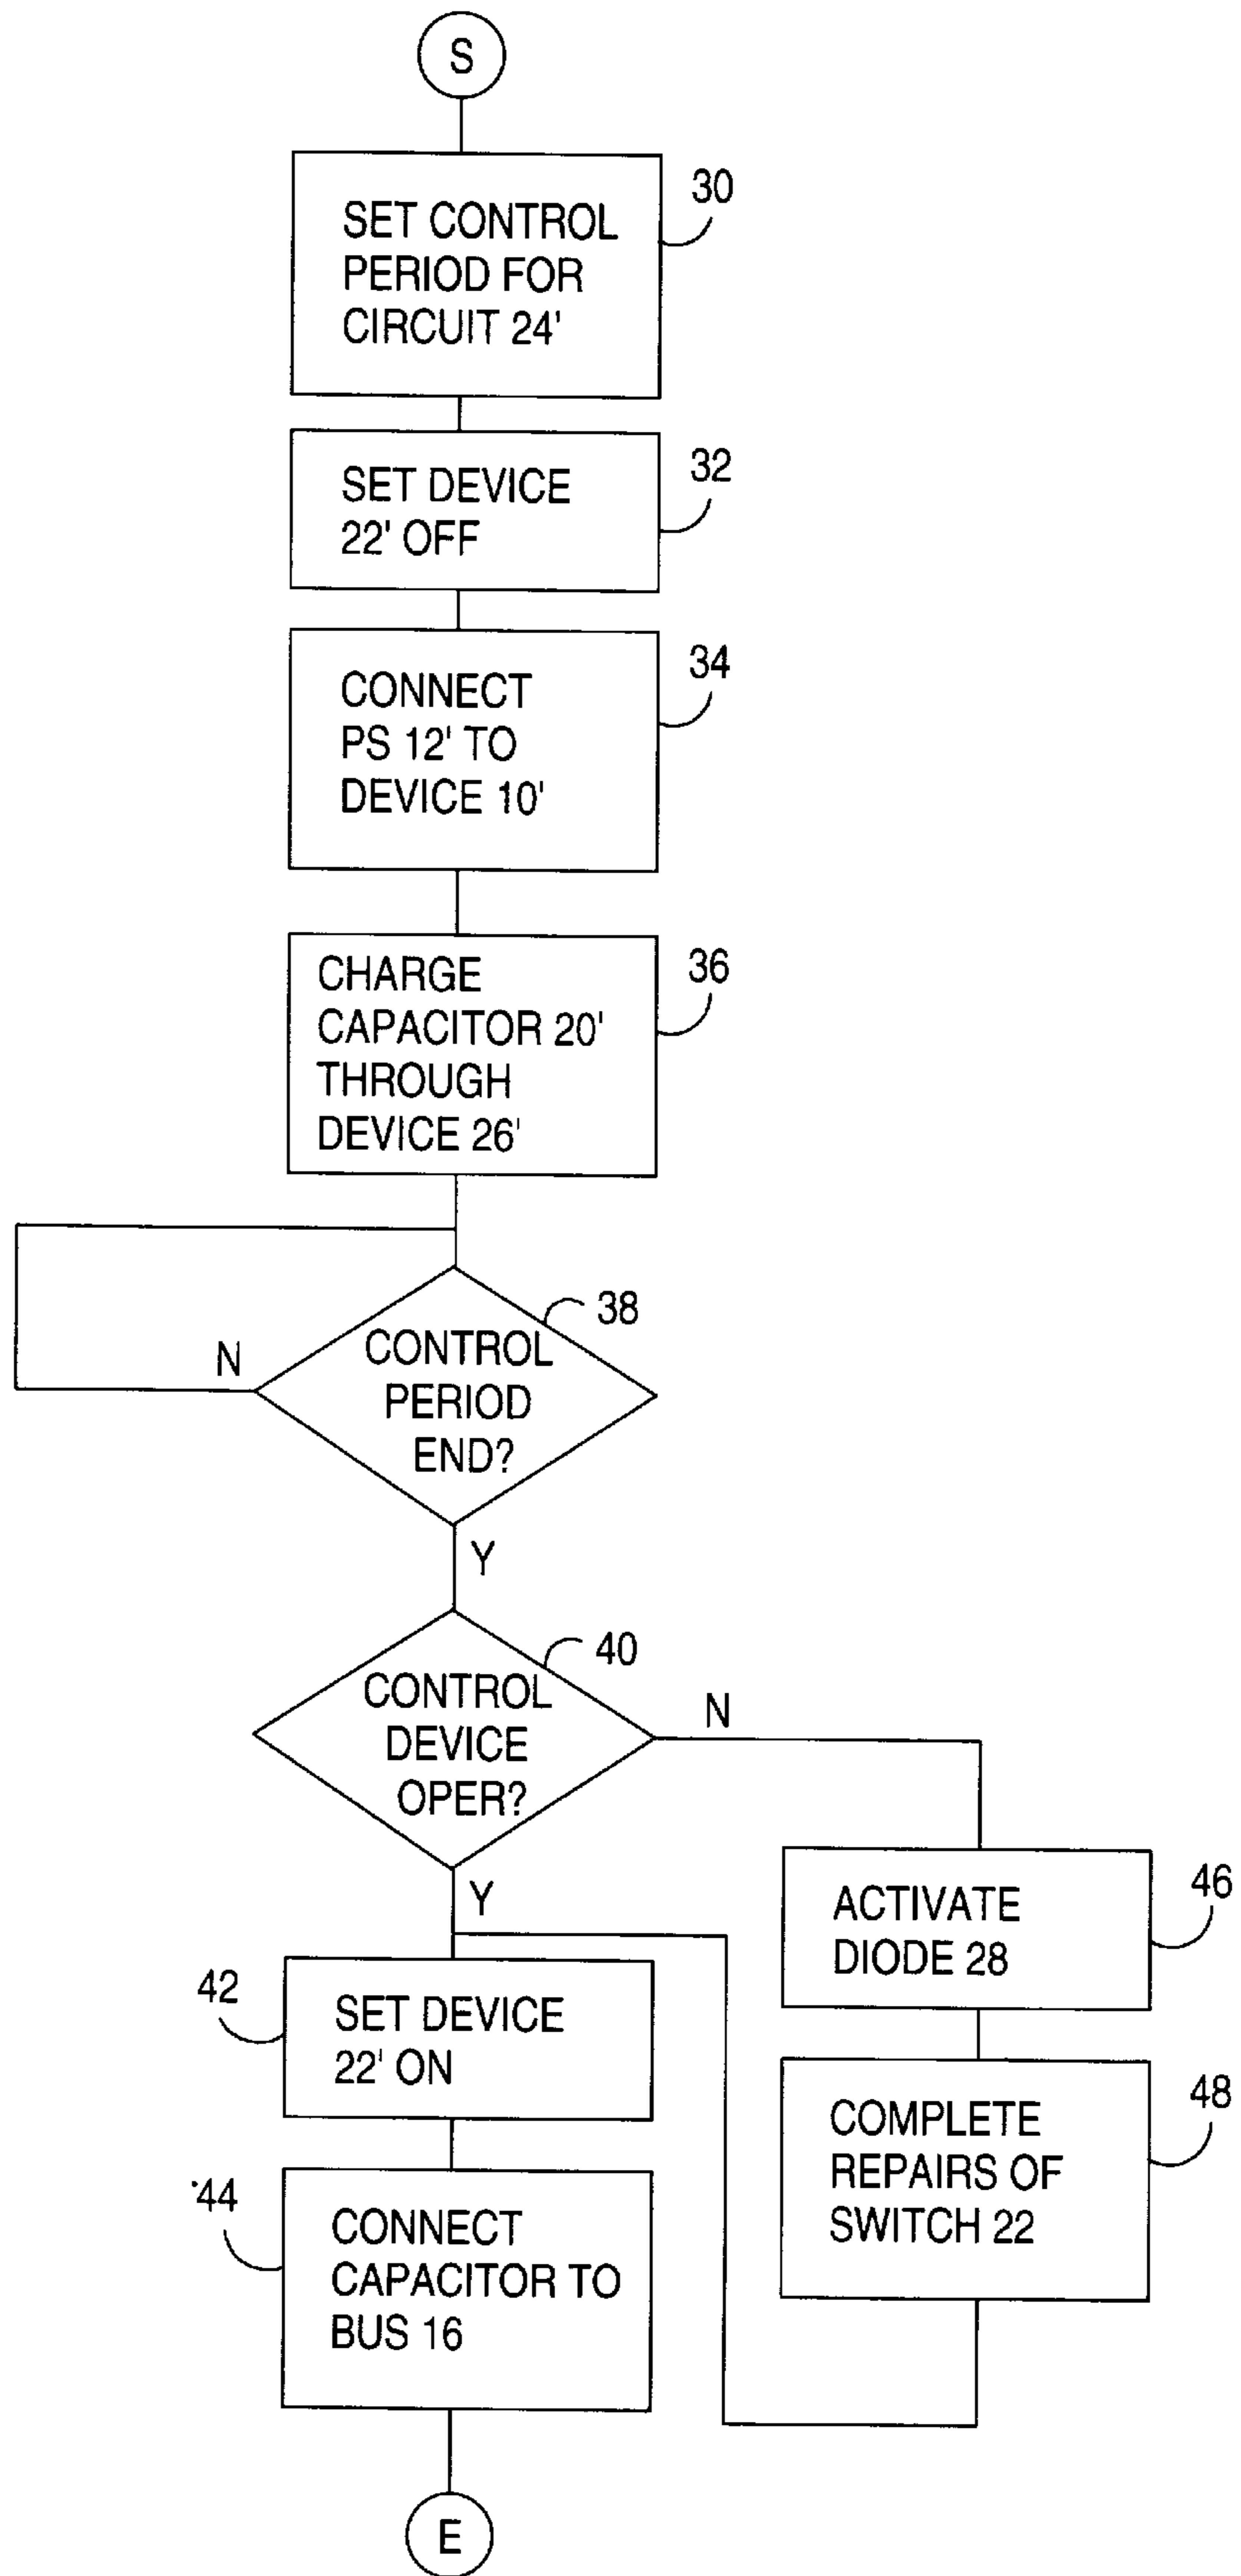 S
SET CONTROL
PERIOD FOR
CIRCUIT 24'
30
SET DEVICE
22' OFF
32
CONNECT
PS 12' TO
DEVICE 10'
34
CHARGE
CAPACITOR 20'
THROUGH
DEVICE 26'
36
38
CONTROL
PERIOD
END?
N
Y
40
CONTROL
DEVICE
OPER?
N
Y
ACTIVATE
DIODE 28
46
42
SET DEVICE
22' ON
COMPLETE
REPAIRS OF
SWITCH 22
48
44
CONNECT
CAPACITOR TO
BUS 16
E